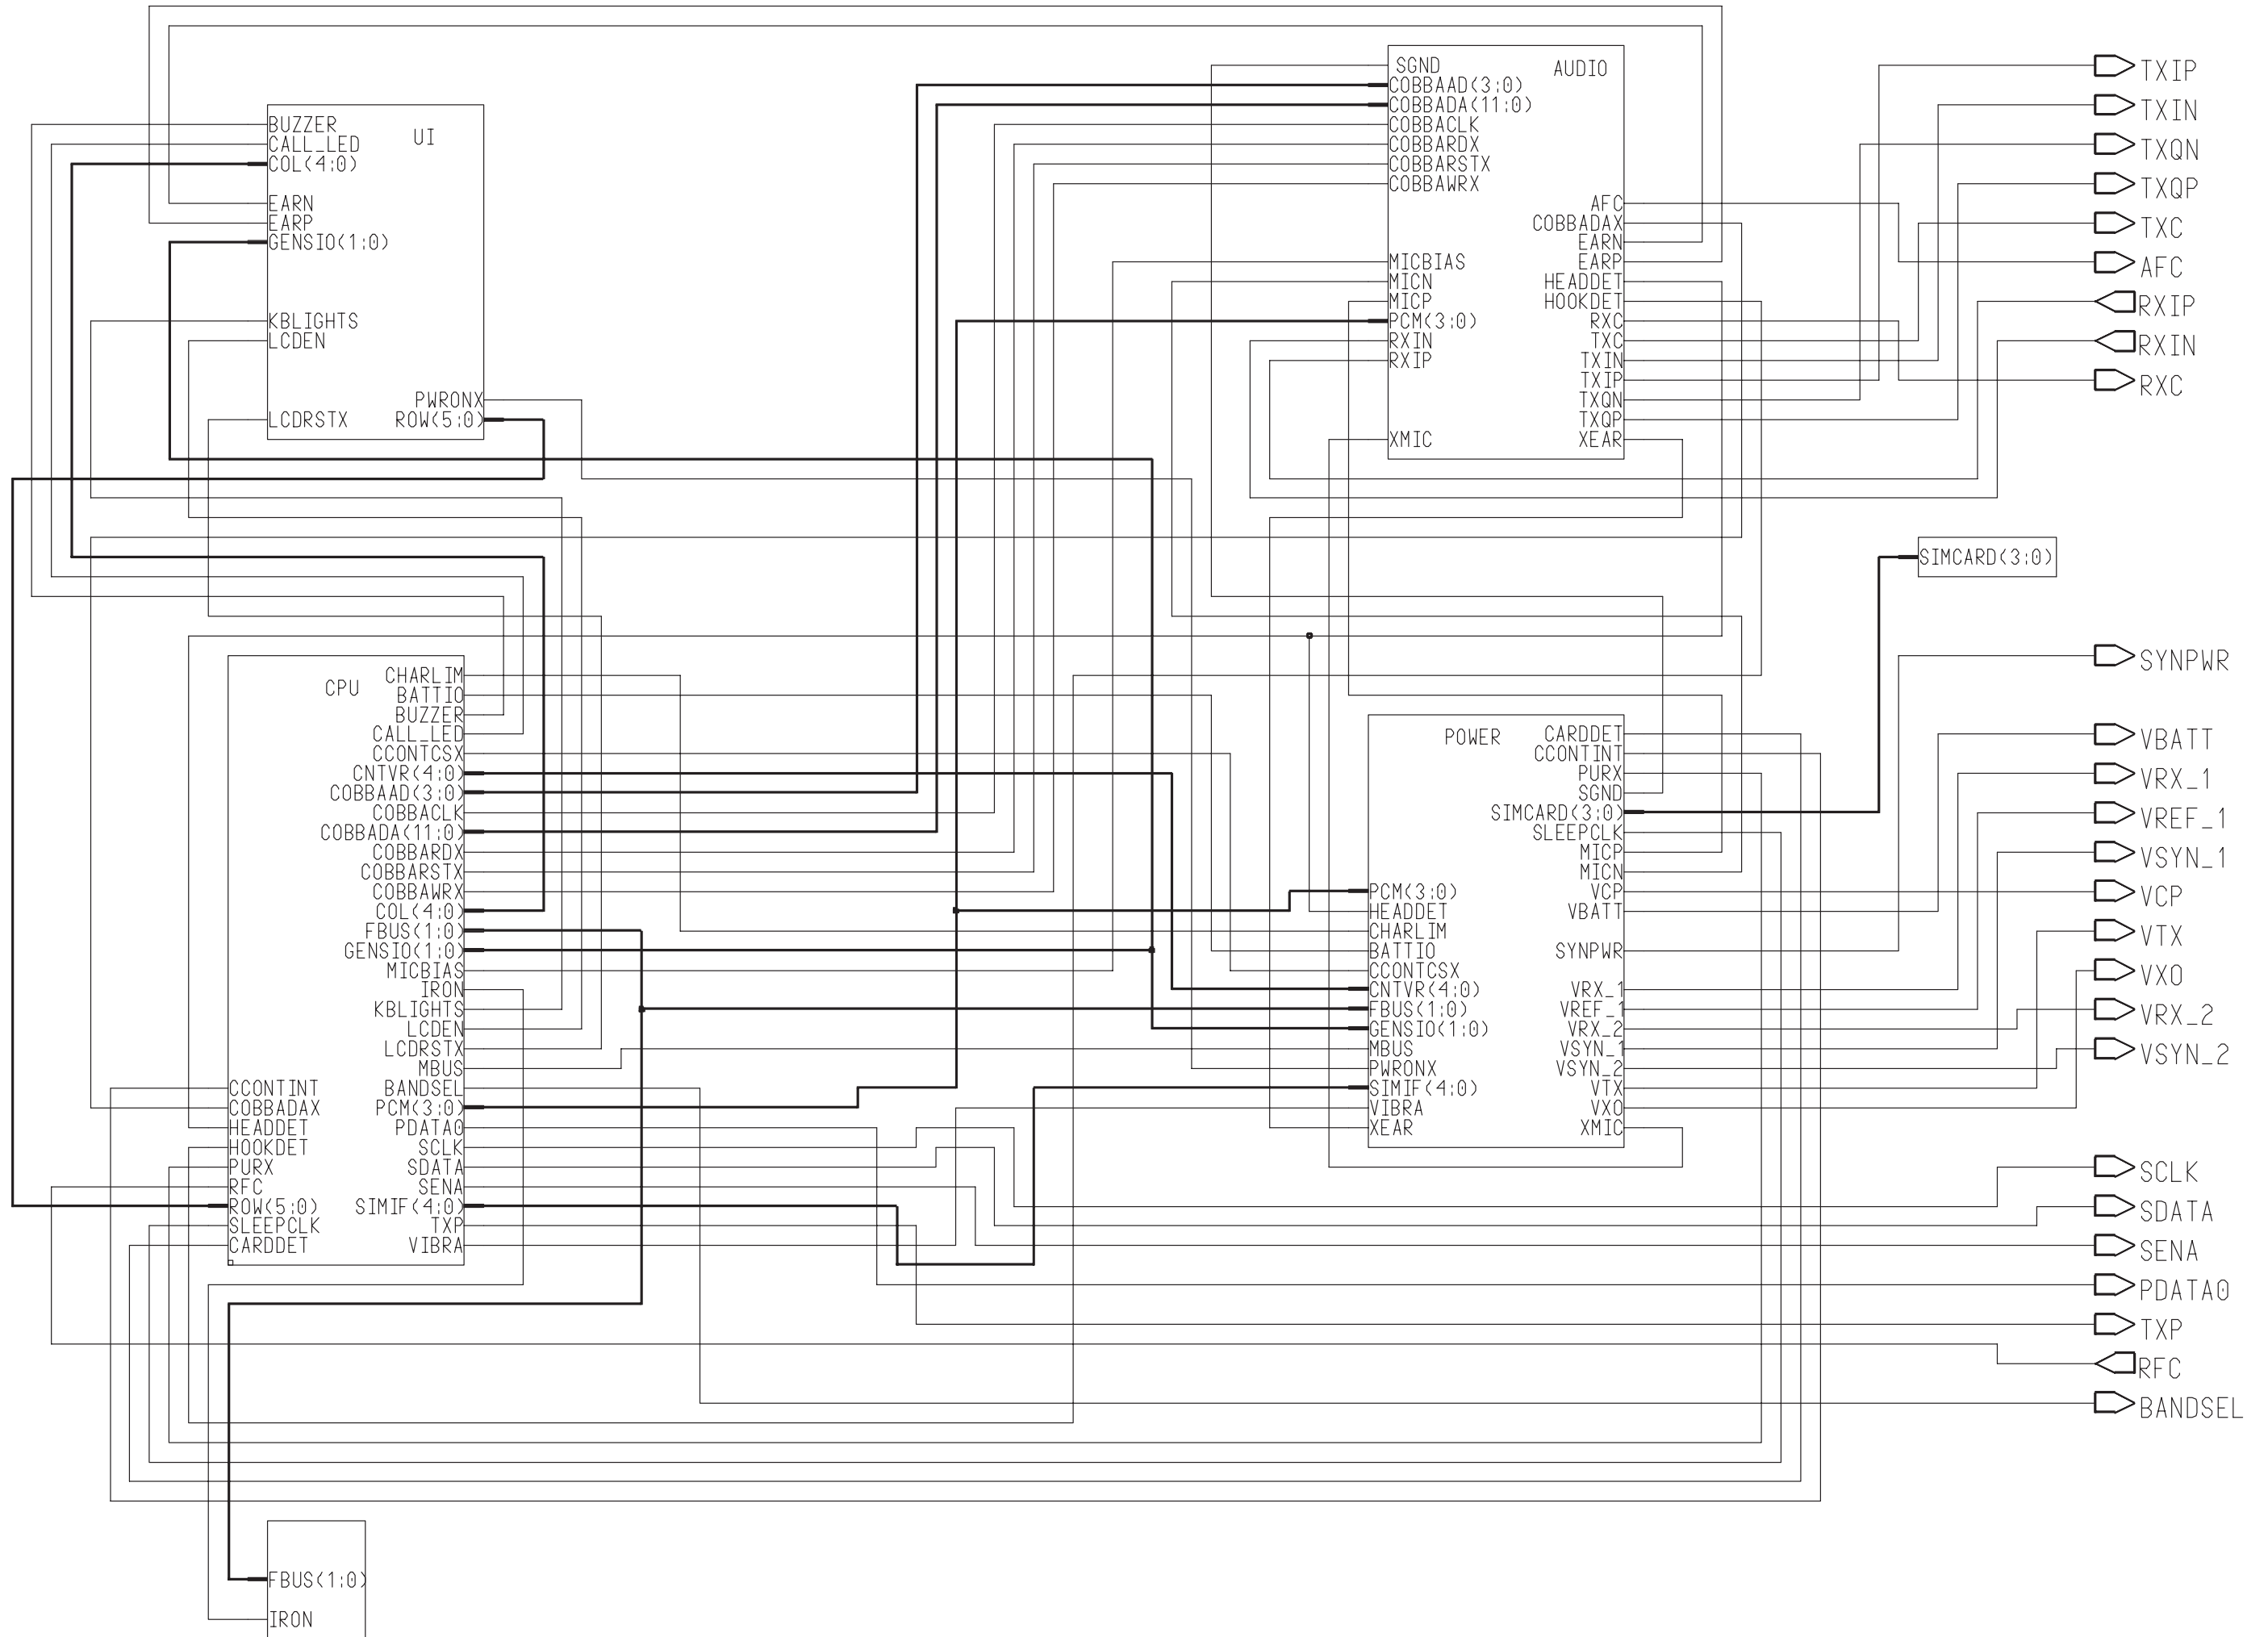 UI
BUZZER
CALL_LED
COL(4:0)
EARN
EARP
GENSIO(1:0)
KBLIGHTS
LCDEN
LCDRSTX
PWRONX
ROW(5:0)
AUDIO
SGND
COBBAAD(3:0)
COBBADA(11:0)
COBBACLK
COBBARDX
COBBARSTX
COBBAWRX
MICBIAS
MICN
MICP
PCM(3:0)
RXIN
RXIP
XMIC
AFC
COBBADAX
EARN
EARP
HEADDET
HOOKDET
RXC
TXC
TXIN
TXIP
TXQN
TXQP
XEAR
TXIP
TXIN
TXQN
TXQP
TXC
AFC
RXIP
RXIN
RXC
SIMCARD(3:0)
CPU
CHARLIM
BATTIO
BUZZER
CALL_LED
CCONTCSX
CNTVR(4:0)
COBBAAD(3:0)
COBBACLK
COBBADA(11:0)
COBBARDX
COBBARSTX
COBBAWRX
COL(4:0)
FBUS(1:0)
GENSIO(1:0)
MICBIAS
IRON
KBLIGHTS
LCDEN
LCDRSTX
MBUS
BANDSEL
PCM(3:0)
PDATA0
SCLK
SDATA
SENA
SIMIF(4:0)
TXP
VIBRA
CCONTINT
COBBADAX
HEADDET
HOOKDET
PURX
RFC
ROW(5:0)
SLEEPCLK
CARDDET
POWER
PCM(3:0)
HEADDET
CHARLIM
BATTIO
CCONTCSX
CNTVR(4:0)
FBUS(1:0)
GENSIO(1:0)
MBUS
PWRONX
SIMIF(4:0)
VIBRA
XEAR
CARDDET
CCONTINT
PURX
SGND
SIMCARD(3:0)
SLEEPCLK
MICP
MICN
VCP
VBATT
SYNPWR
VRX_1
VREF_1
VRX_2
VSYN_1
VSYN_2
VTX
VXO
XMIC
SYNPWR
VBATT
VRX_1
VREF_1
VSYN_1
VCP
VTX
VXO
VRX_2
VSYN_2
SCLK
SDATA
SENA
PDATA0
TXP
RFC
BANDSEL
FBUS(1:0)
IRON